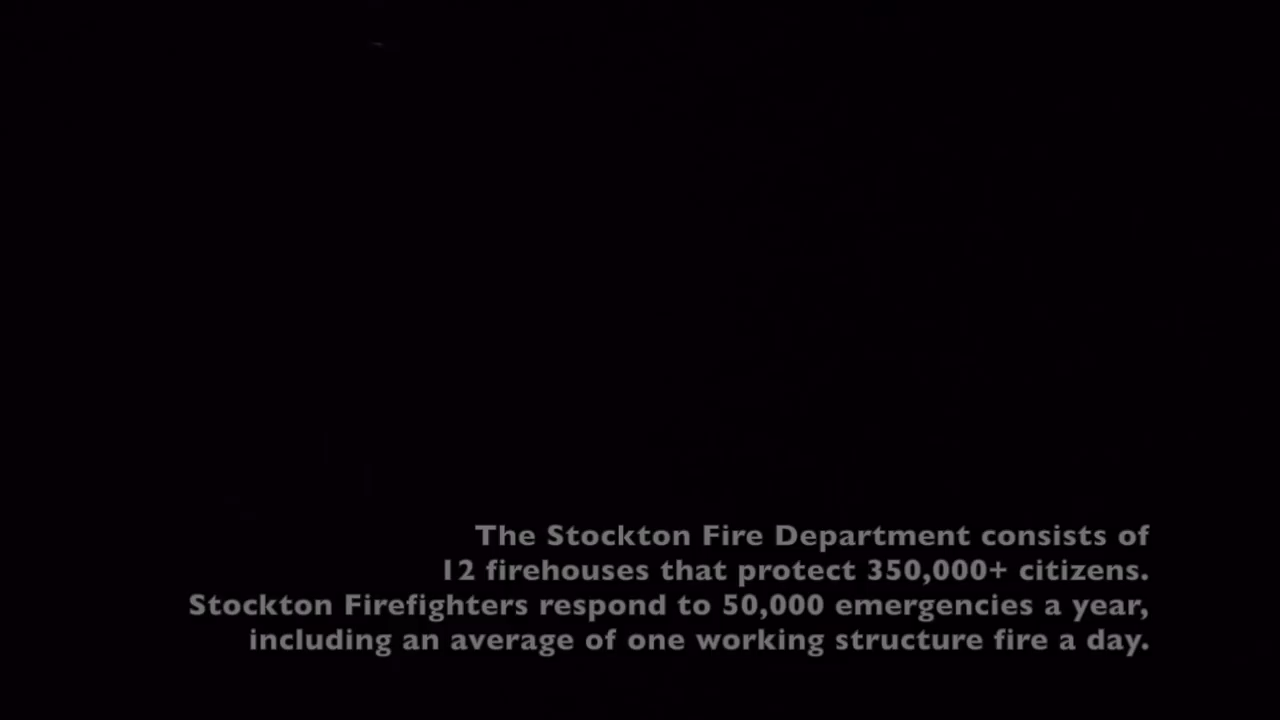 The Stockton Fire Department consists of
12 firehouses that protect 350,000+ citizens.
Stockton Firefighters respond to 50,000 emergencies a year,
including an average of one working structure fire a day.